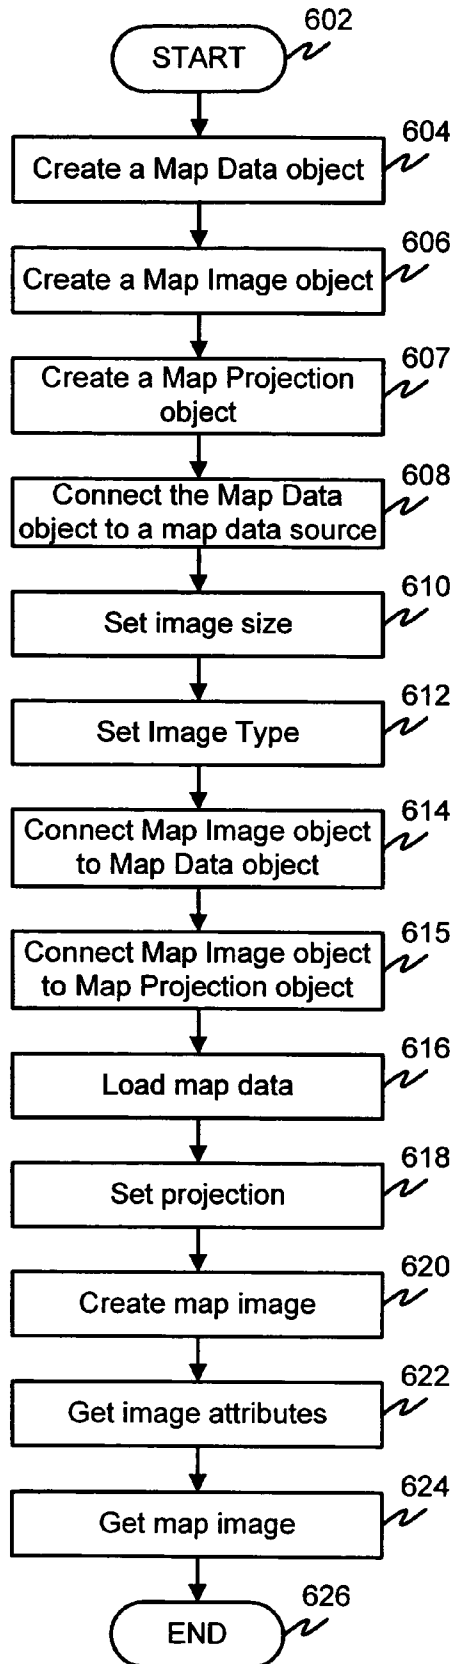 602
START
604
Create a Map Data object
606
Create a Map Image object
607
Create a Map Projection
object
608
Connect the Map Data
object to a map data source
610
Set image size
612
Set Image Type
614
Connect Map Image object
to Map Data object
615
Connect Map Image object
to Map Projection object
616
Load map data
618
Set projection
620
Create map image
622
Get image attributes
624
Get map image
626
END